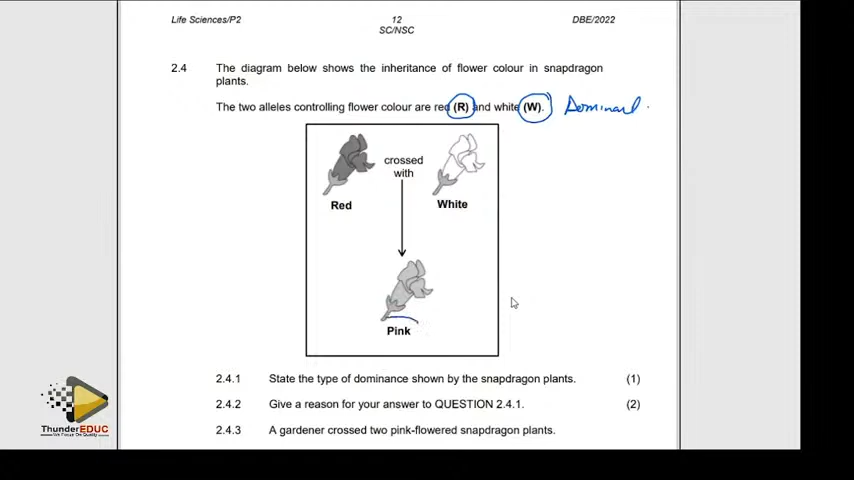 Life Sciences/P2 12 DBE/2022
SC/NSC
2.4 The diagram below shows the inheritance of flower colour in snapdragon
plants.
The two alleles controlling flower colour are red (R) and white (W). Dominant
crossed
with
Red White
Pink
2.4.1 State the type of dominance shown by the snapdragon plants. (1)
2.4.2 Give a reason for your answer to QUESTION 2.4.1. (2)
2.4.3 A gardener crossed two pink-flowered snapdragon plants.
ThunderEDUC
We Focus On Quality